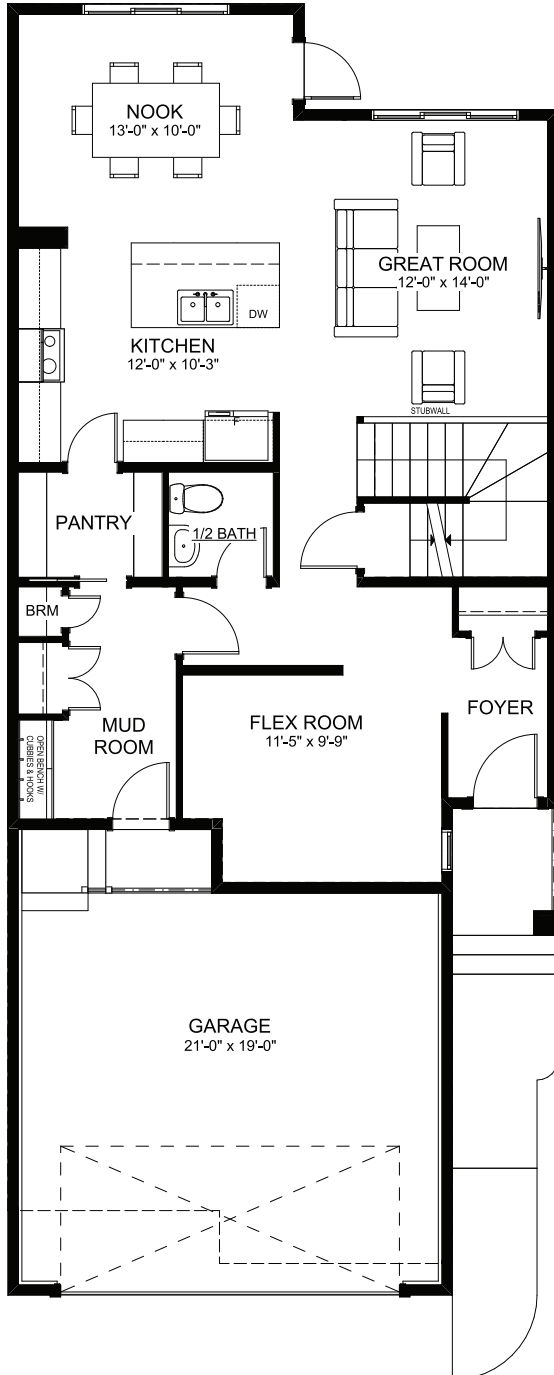 NOOK
13'-0" x 10'-0"
GREAT ROOM
12'-0" x 14'-0"
DW
KITCHEN
12'-0" x 10'-3"
STUBWALL
PANTRY
1/2 BATH
BRM
MUD
ROOM
FLEX ROOM
11'-5" x 9'-9"
FOYER
OPEN BENCH W/
CUBBIES & HOOKS
GARAGE
21'-0" x 19'-0"